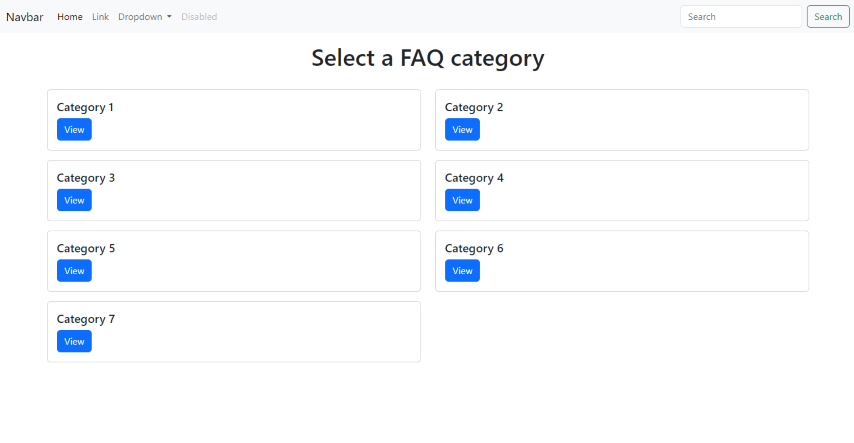 Navbar Home Link Dropdown Disabled Search Search
Select a FAQ category
Category 1
View
Category 2
View
Category 3
View
Category 4
View
Category 5
View
Category 6
View
Category 7
View